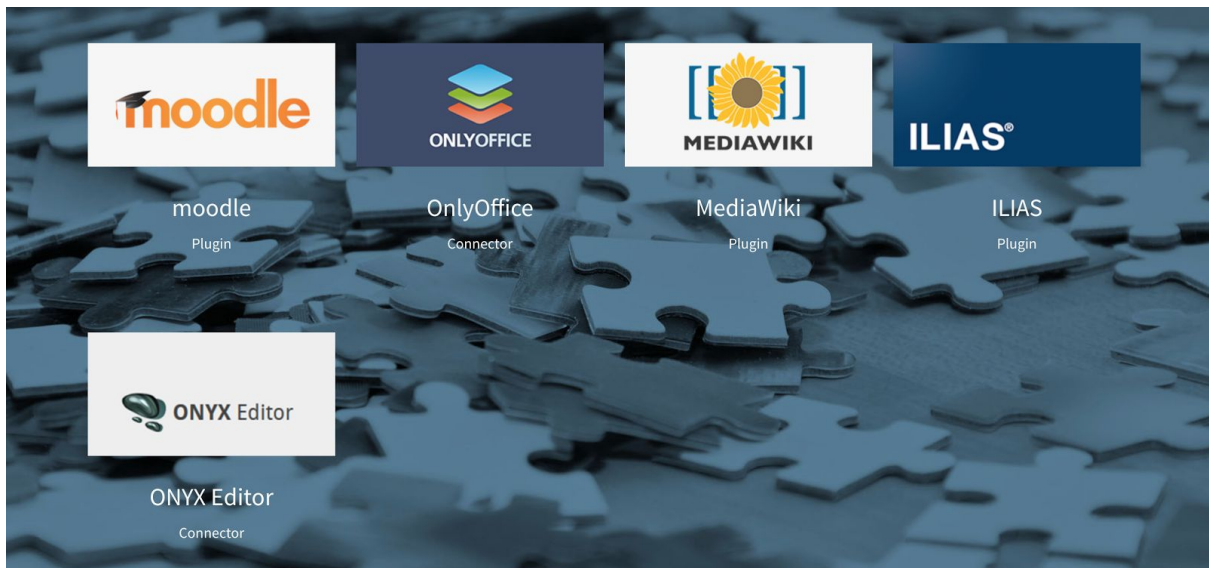 moodle
ONLYOFFICE
[[ ]]
MEDIAWIKI
ILIAS®
moodle
OnlyOffice
MediaWiki
ILIAS
Plugin
Connector
Plugin
Plugin
ONYX Editor
ONYX Editor
Connector